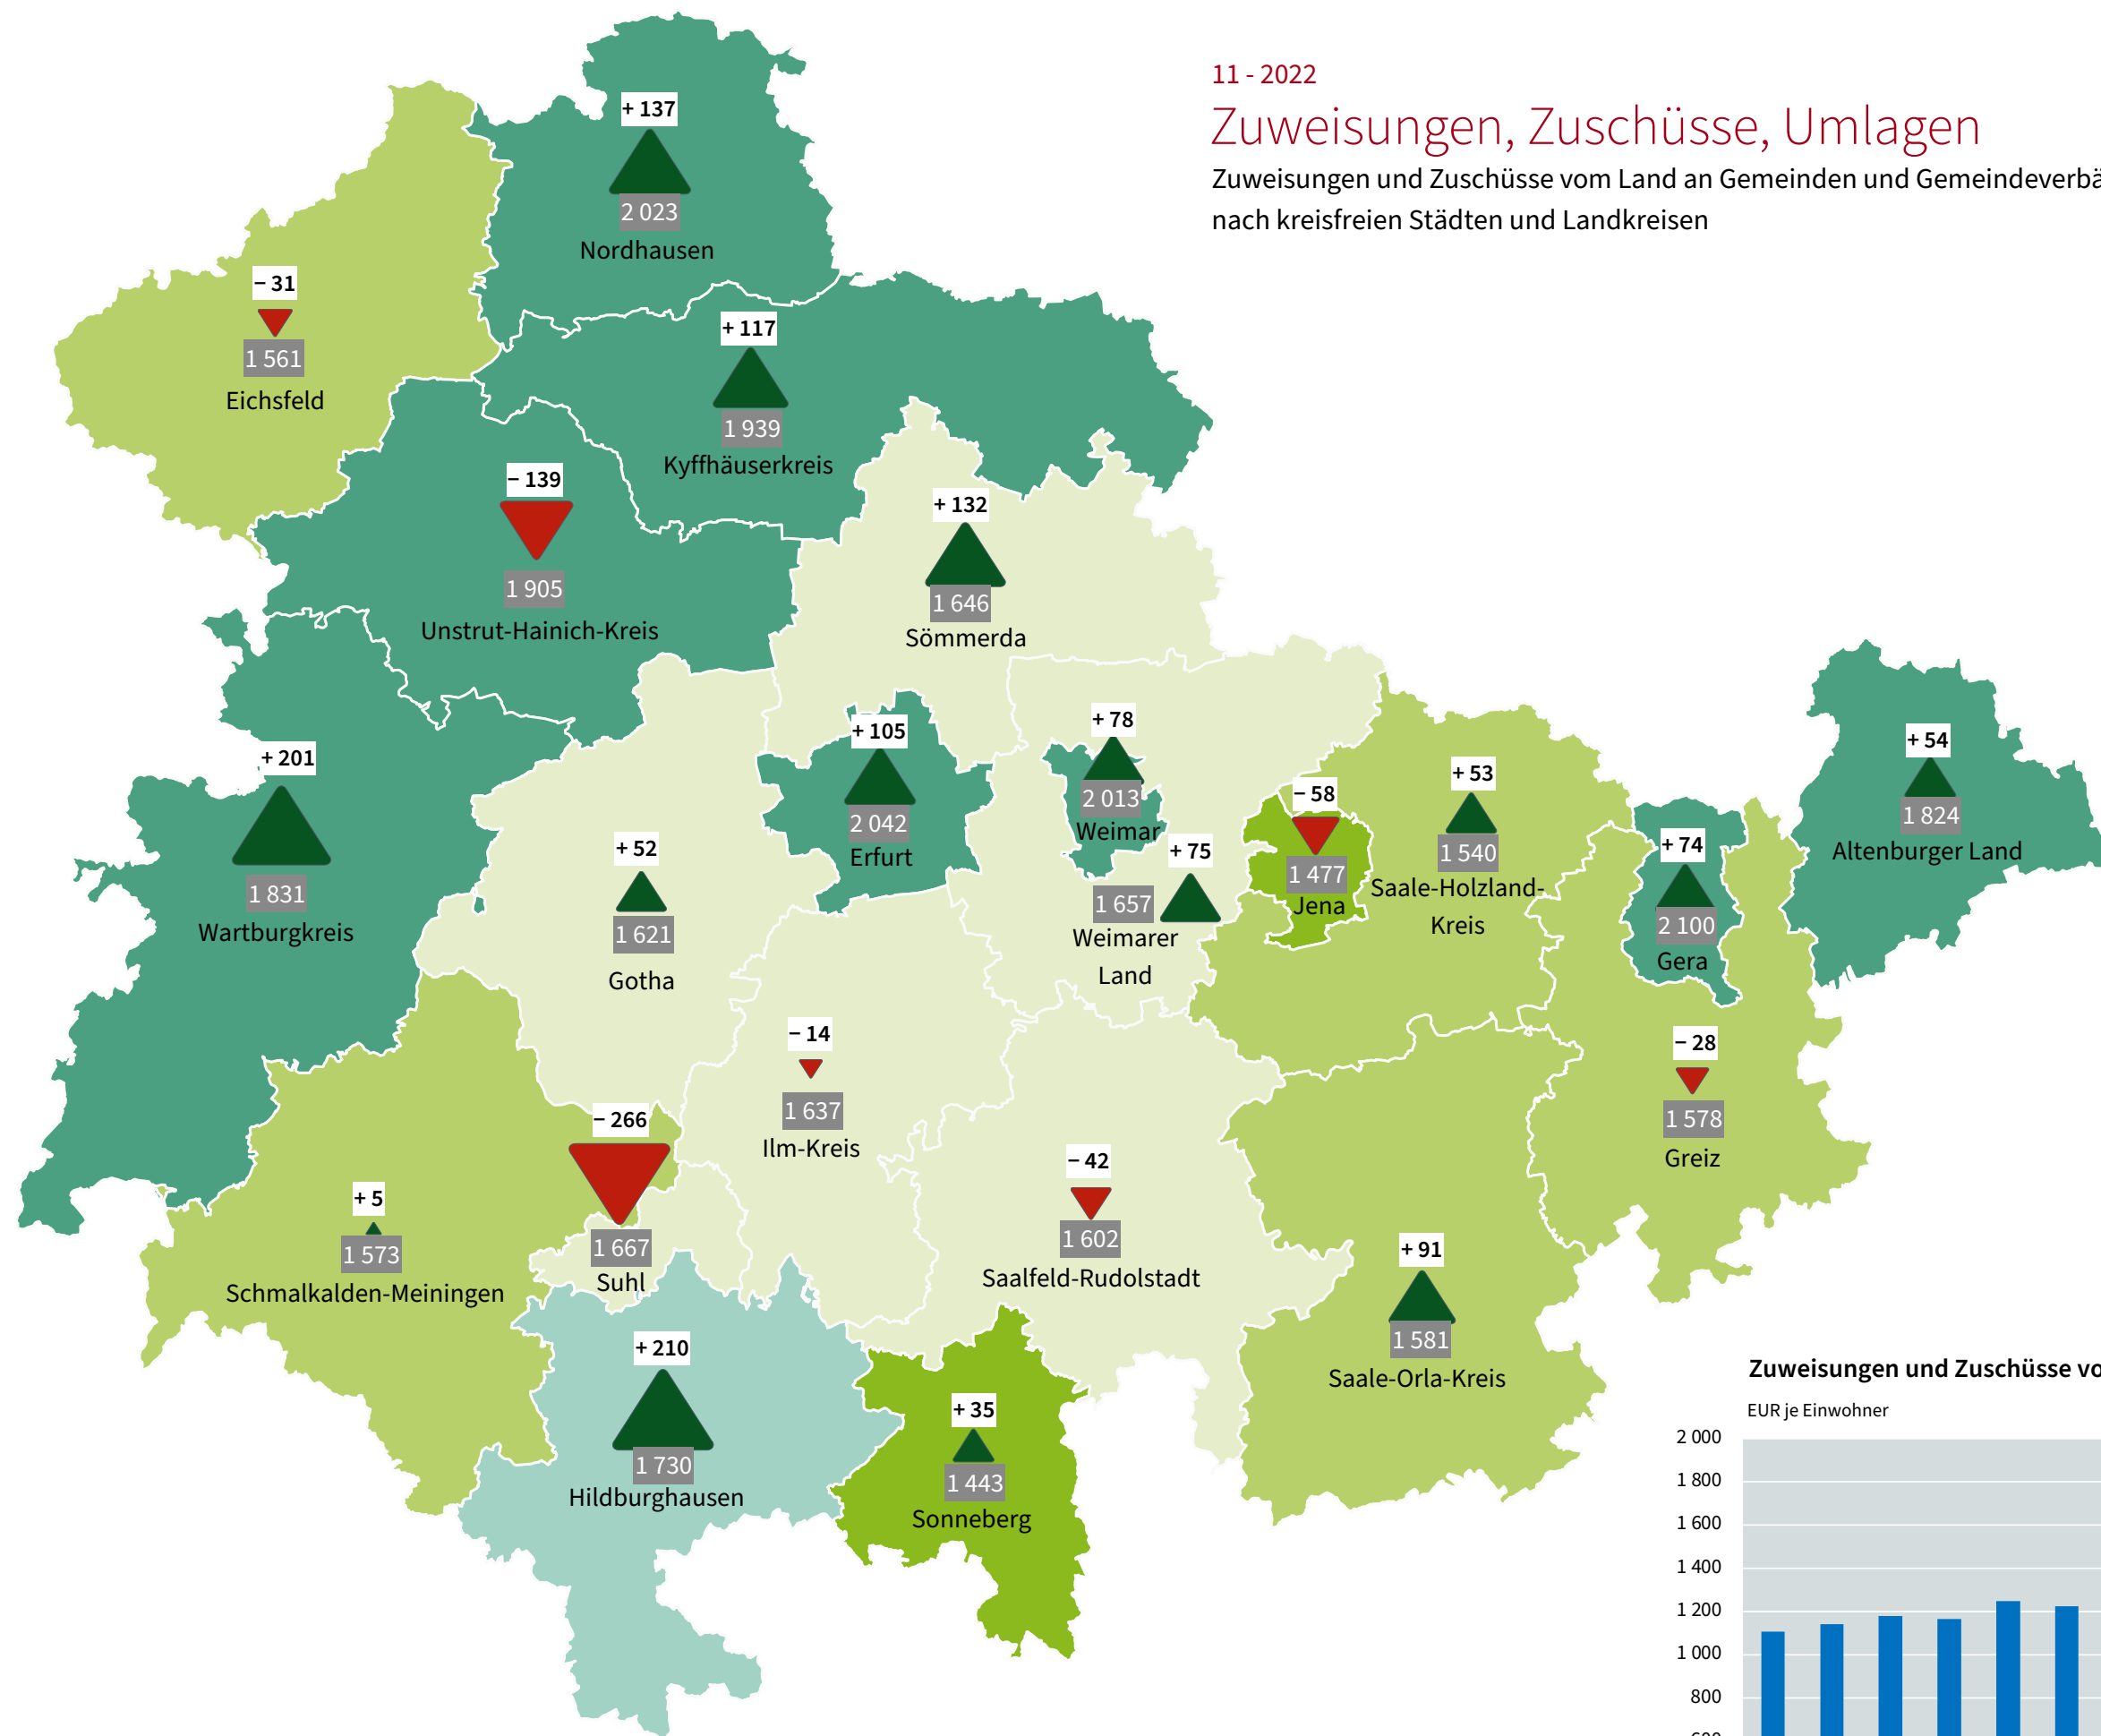 11 - 2022
Zuweisungen, Zuschüsse, Umlagen
Zuweisungen und Zuschüsse vom Land an Gemeinden und
nach kreisfreien Städten und Landkreisen
+ 137
2 023
Nordhausen
− 31
1 561
Eichsfeld
+ 117
1 939
Kyffhäuserkreis
− 139
1 905
Unstrut-Hainich-Kreis
+ 132
1 646
Sömmerda
+ 201
1 831
Wartburgkreis
+ 52
1 621
Gotha
+ 105
2 042
Erfurt
+ 78
2 013
Weimar
+ 75
1 657
Weimarer
Land
− 58
1 477
Jena
+ 53
1 540
Saale-Holzland-
Kreis
+ 74
2 100
Gera
+ 54
1 824
Altenburger Land
− 28
1 578
Greiz
− 14
1 637
Ilm-Kreis
− 266
1 667
Suhl
+ 5
1 573
Schmalkalden-Meiningen
− 42
1 602
Saalfeld-Rudolstadt
+ 91
1 581
Saale-Orla-Kreis
+ 210
1 730
Hildburghausen
+ 35
1 443
Sonneberg
Zuweisungen und Zuschüsse
EUR je Einwohner
2 000
1 800
1 600
1 400
1 200
1 000
800